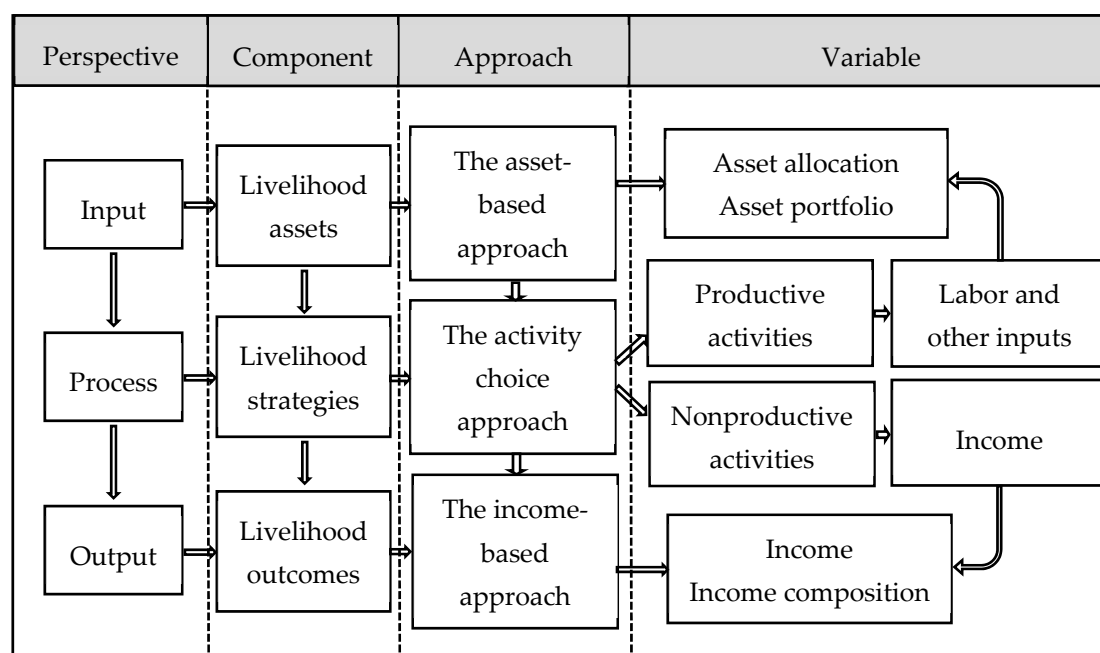 Perspective
Component
Approach
Variable
Input
Livelihood
assets
The asset-
based
approach
Asset allocation
Asset portfolio
Process
Livelihood
strategies
The activity
choice
approach
Productive
activities
Labor and
other inputs
Nonproductive
activities
Income
Output
Livelihood
outcomes
The income-
based
approach
Income
Income composition